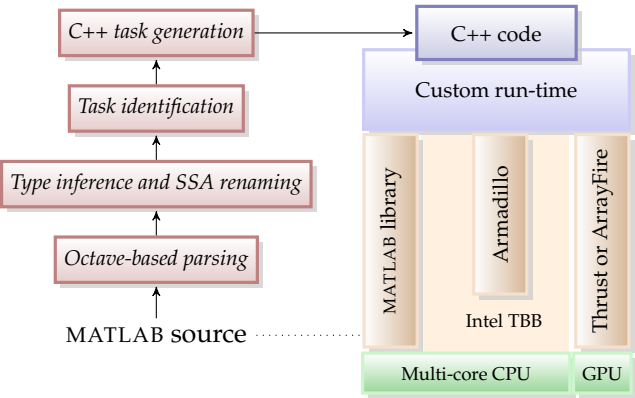 C++ task generation
C++ code
Custom run-time
Task identification
Type inference and SSA renaming
Octave-based parsing
MATLAB source
MATLAB library
Armadillo
Thrust or ArrayFire
Intel TBB
Multi-core CPU
GPU